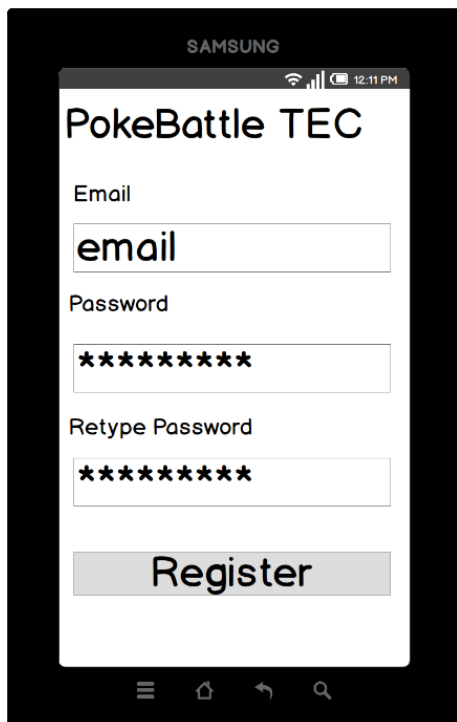 SAMSUNG
12:11 PM
PokeBattle TEC
Email
email
Password
*********
Retype Password
*********
Register